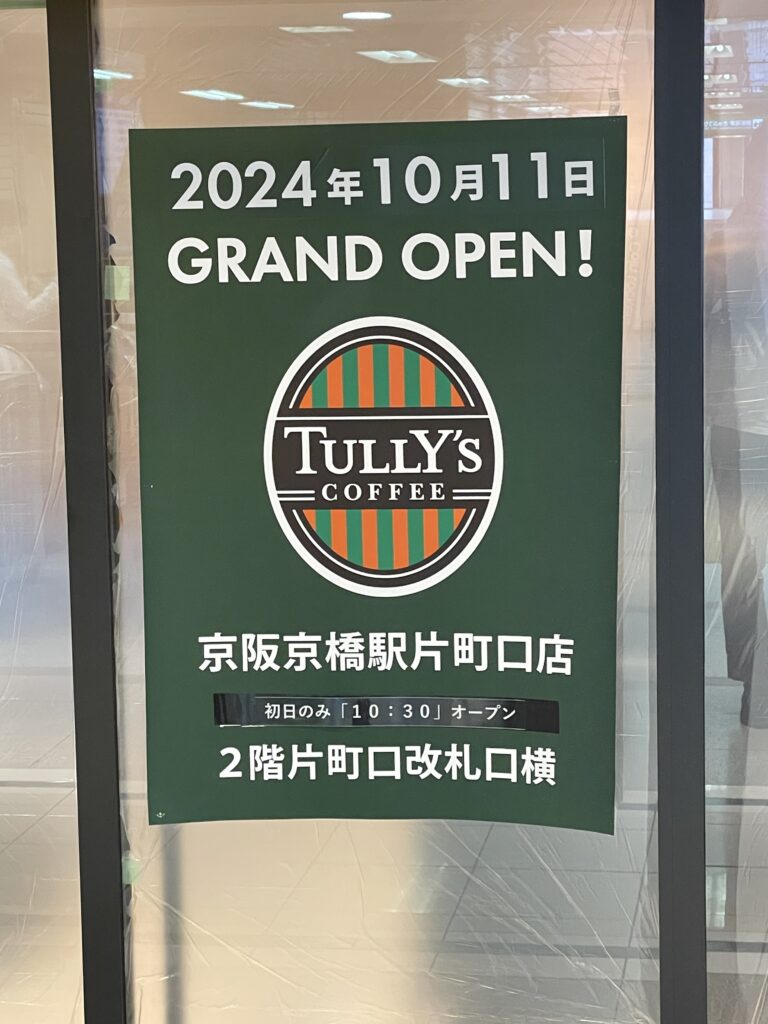 2024年10月11日
GRAND OPEN!
TULLY'S
COFFEE
京阪京橋駅片町口店
初日のみ「10:30」オープン
2階片町口改札口横